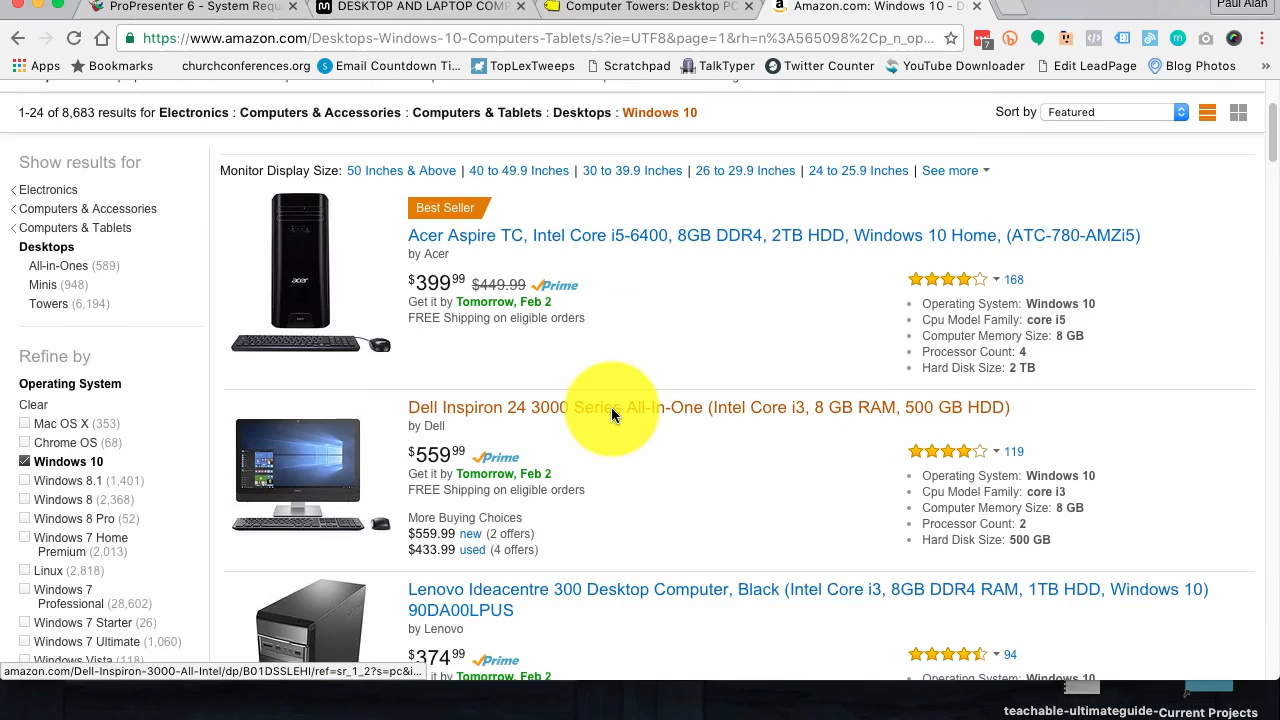 ProPresenter 6 - System Requ
DESKTOP AND LAPTOP COMP
Computer Towers: Desktop PC
Amazon.com: Windows 10 - D
Paul Alan
https://www.amazon.com/Desktops-Windows-10-Computers-Tablets/s?ie=UTF8&page=1&rh=n%3A565098%2Cp_n_op...
7
Apps
Bookmarks
churchconferences.org
Email Countdown Ti...
TopLexTweeps
Scratchpad
TalkTyper
Twitter Counter
YouTube Downloader
Edit LeadPage
Blog Photos
»
1-24 of 8,683 results for Electronics : Computers & Accessories : Computers & Tablets : Desktops : Windows 10
Sort by Featured
Show results for
Electronics
Computers & Accessories
Computers & Tablets
Desktops
All-in-Ones (589)
Minis (948)
Towers (6,194)
Refine by
Operating System
Clear
Mac OS X (353)
Chrome OS (68)
Windows 10
Windows 8.1 (1,401)
Windows 8 (2,368)
Windows 8 Pro (52)
Windows 7 Home
Premium (2,013)
Linux (2,818)
Windows 7
Professional (28,602)
Windows 7 Starter (26)
Windows 7 Ultimate (1,060)
Windows Vista (118)
Monitor Display Size: 50 Inches & Above | 40 to 49.9 Inches | 30 to 39.9 Inches | 26 to 29.9 Inches | 24 to 25.9 Inches | See more
acer
Best Seller
Acer Aspire TC, Intel Core i5-6400, 8GB DDR4, 2TB HDD, Windows 10 Home, (ATC-780-AMZi5)
by Acer
$399 99 $449.99 Prime
Get it by Tomorrow, Feb 2
FREE Shipping on eligible orders
168
Operating System: Windows 10
Cpu Model Family: core i5
Computer Memory Size: 8 GB
Processor Count: 4
Hard Disk Size: 2 TB
Dell Inspiron 24 3000 Series All-In-One (Intel Core i3, 8 GB RAM, 500 GB HDD)
by Dell
$559 99 Prime
Get it by Tomorrow, Feb 2
FREE Shipping on eligible orders
More Buying Choices
$559.99 new (2 offers)
$433.99 used (4 offers)
119
Operating System: Windows 10
Cpu Model Family: core i3
Computer Memory Size: 8 GB
Processor Count: 2
Hard Disk Size: 500 GB
Lenovo Ideacentre 300 Desktop Computer, Black (Intel Core i3, 8GB DDR4 RAM, 1TB HDD, Windows 10)
90DA00LPUS
by Lenovo
$374 99 Prime
Get it by Tomorrow, Feb 2
94
Operating System: Windows 10
amazon.com/Dell-Inspiron-3000-All-Intel/dp/B01DSSLEHI/ref=sr_1_2?s=pc&i...
teachable-ultimateguide-
Current Projects